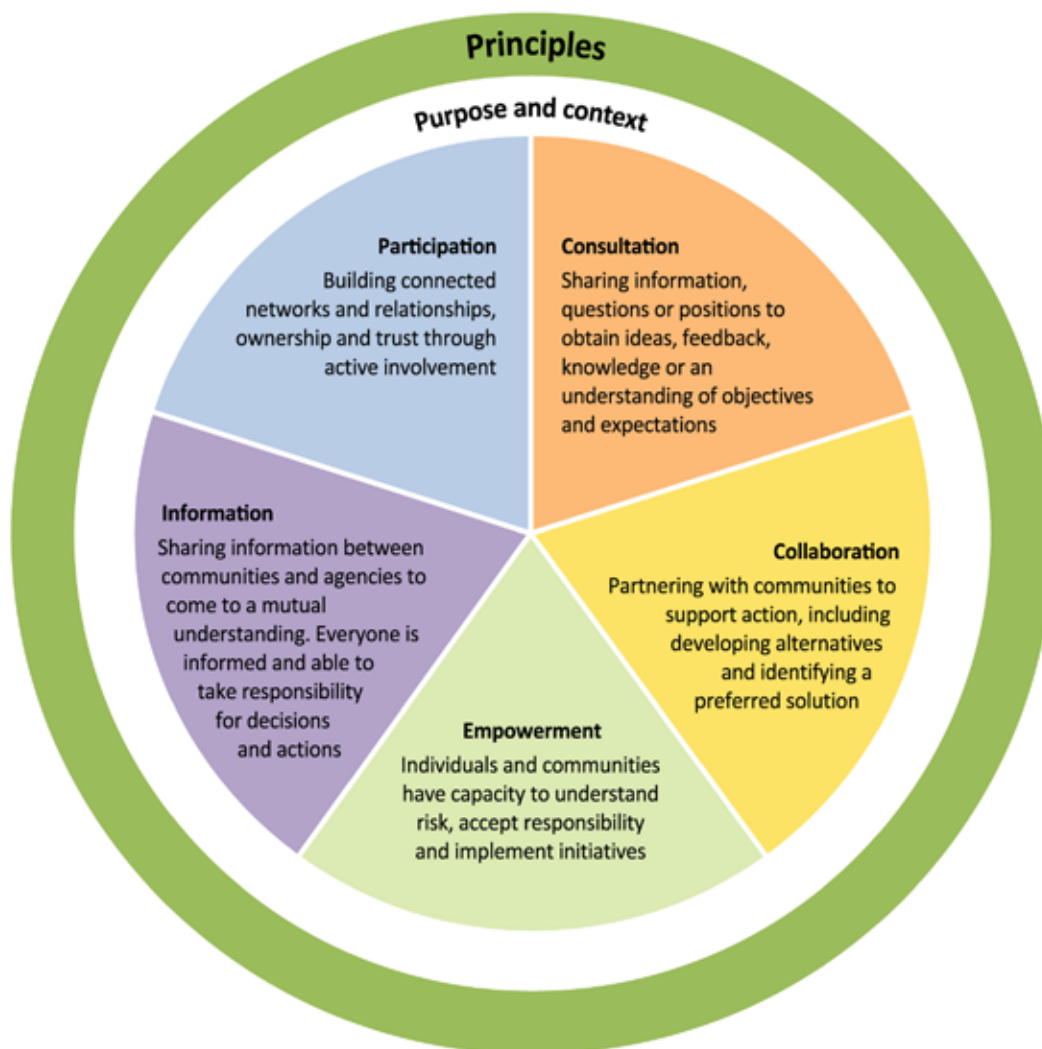 Principles
Purpose and context
Participation
Building connected
networks and relationships,
ownership and trust through
active involvement
Consultation
Sharing information,
questions or positions to
obtain ideas, feedback,
knowledge or an
understanding of objectives
and expectations
Collaboration
Partnering with communities to
support action, including
developing alternatives
and identifying a
preferred solution
Empowerment
Individuals and communities
have capacity to understand
risk, accept responsibility
and implement initiatives
Information
Sharing information between
communities and agencies to
come to a mutual
understanding. Everyone is
informed and able to
take responsibility
for decisions
and actions